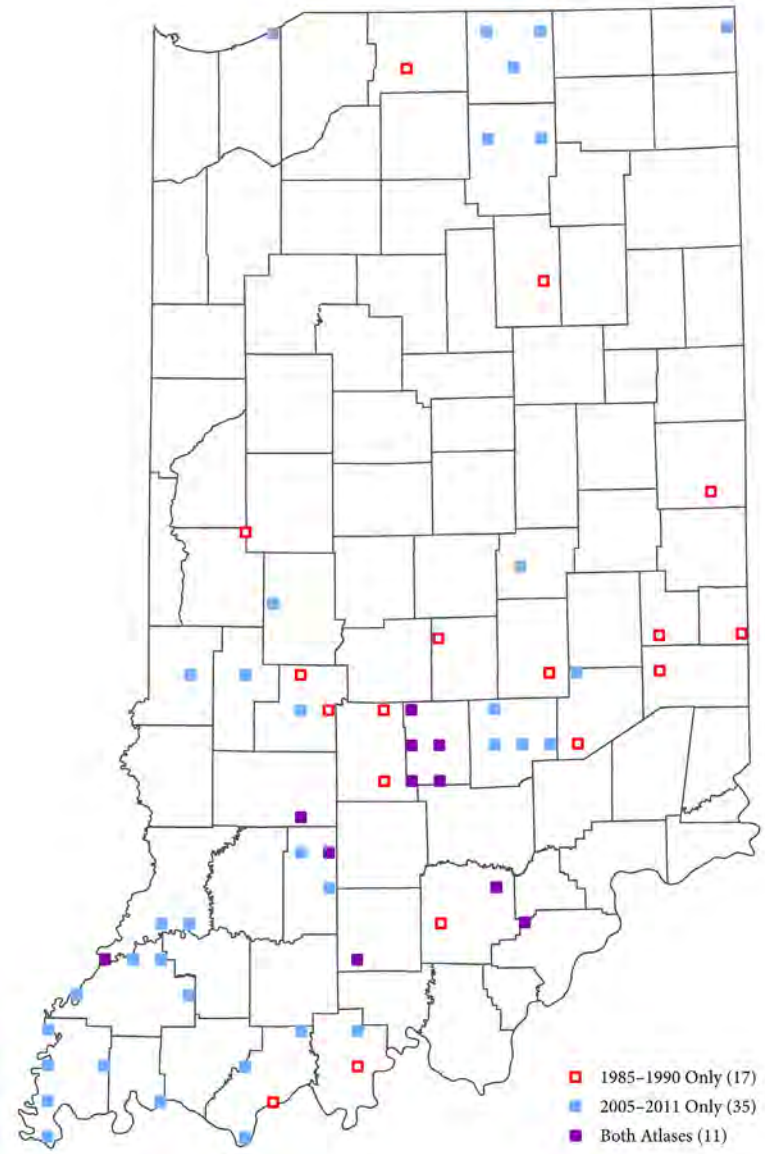 1985–1990 Only (17)
2005–2011 Only (35)
Both Atlases (11)